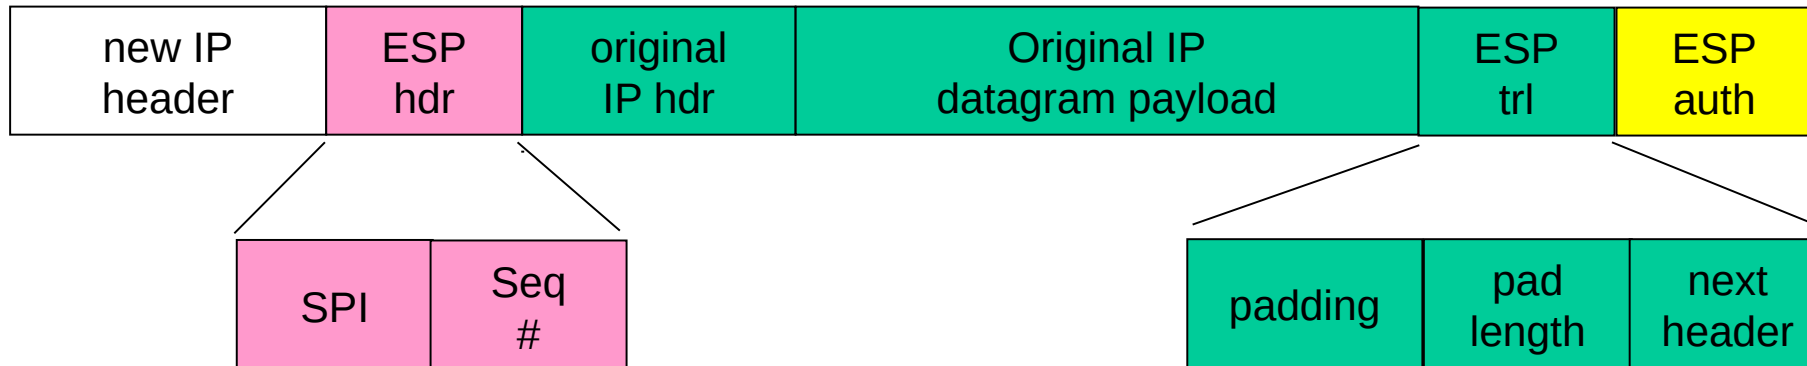 new IP
header
ESP
hdr
original
IP hdr
Original IP
datagram payload
ESP
trl
ESP
auth
SPI
Seq
#
padding
pad
length
next
header